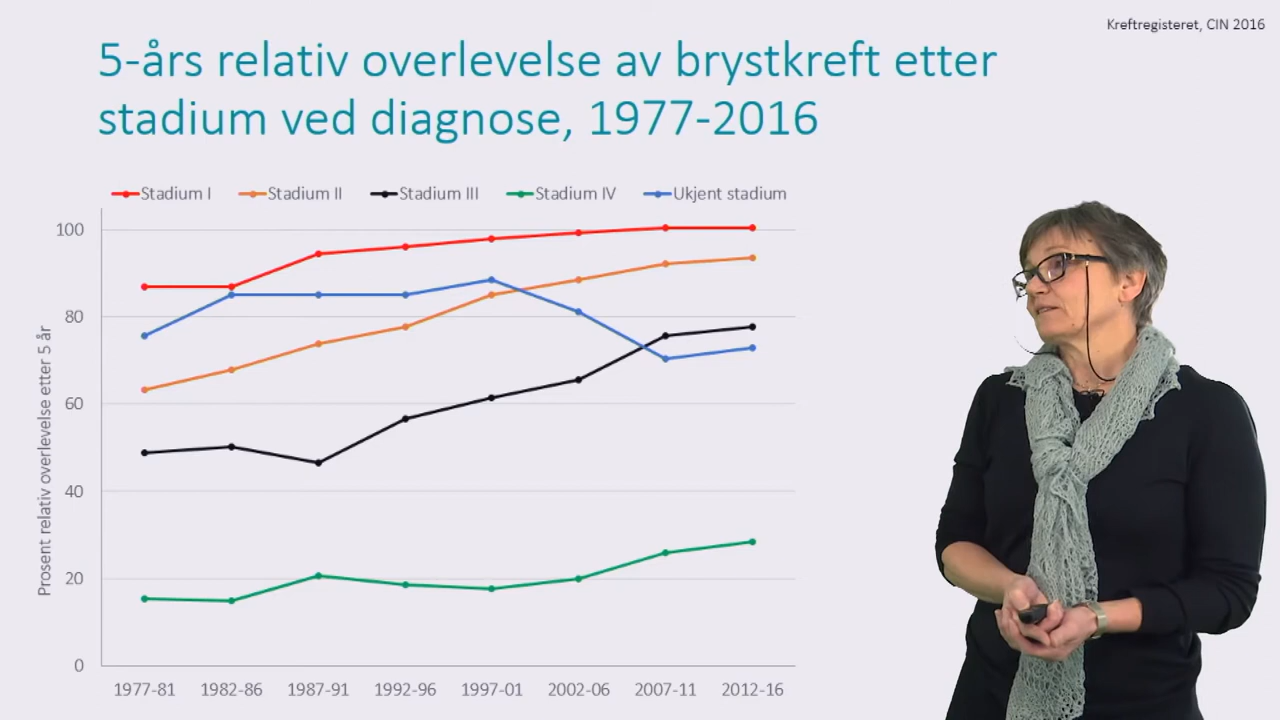 Kreftregisteret, CIN 2016
5-års relativ overlevelse av brystkreft etter
stadium ved diagnose, 1977-2016
Stadium I Stadium II Stadium III Stadium IV Ukjent stadium
Prosent relativ overlevelse etter 5 år
100
80
60
40
20
0
1977-81 1982-86 1987-91 1992-96 1997-01 2002-06 2007-11 2012-16